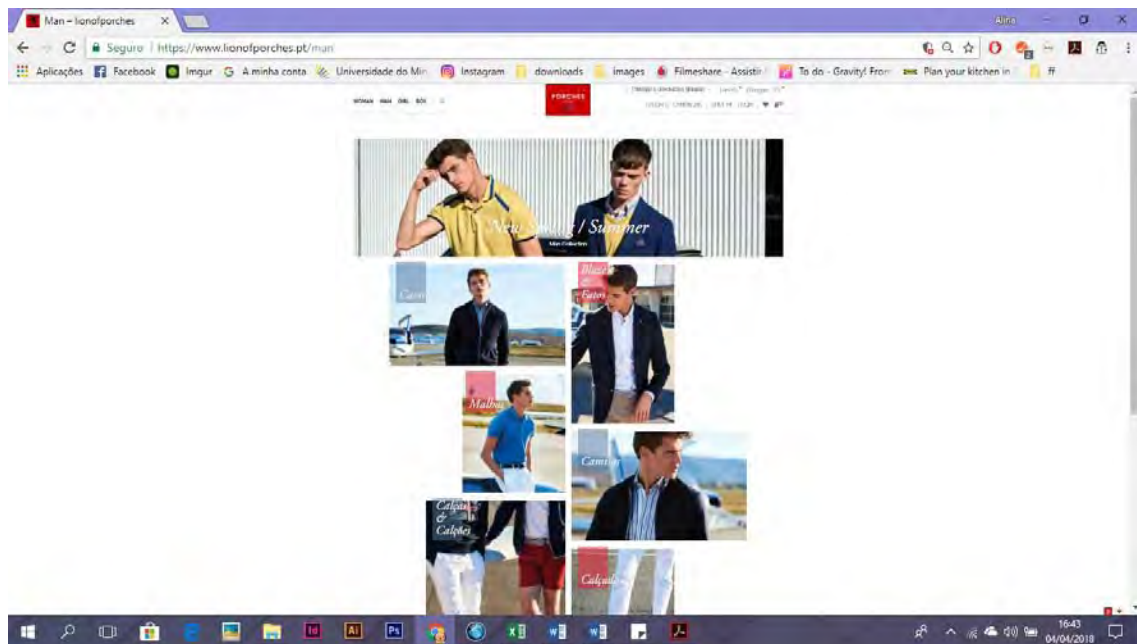 Man – lionofporches
Alina
Seguro | https://www.lionofporches.pt/man
Aplicações Facebook Imgur A minha conta Universidade do Min Instagram downloads images Filmeshare - Assistir To do - Gravity! From Plan your kitchen in ff
WOMAN MAN GIRL BOY
PORCHES
New Spring / Summer
Man Collection
Blazers
&
Fatos
Malhas
Camisas
Calças
&
Calções
Calçado
16:43
04/04/2018